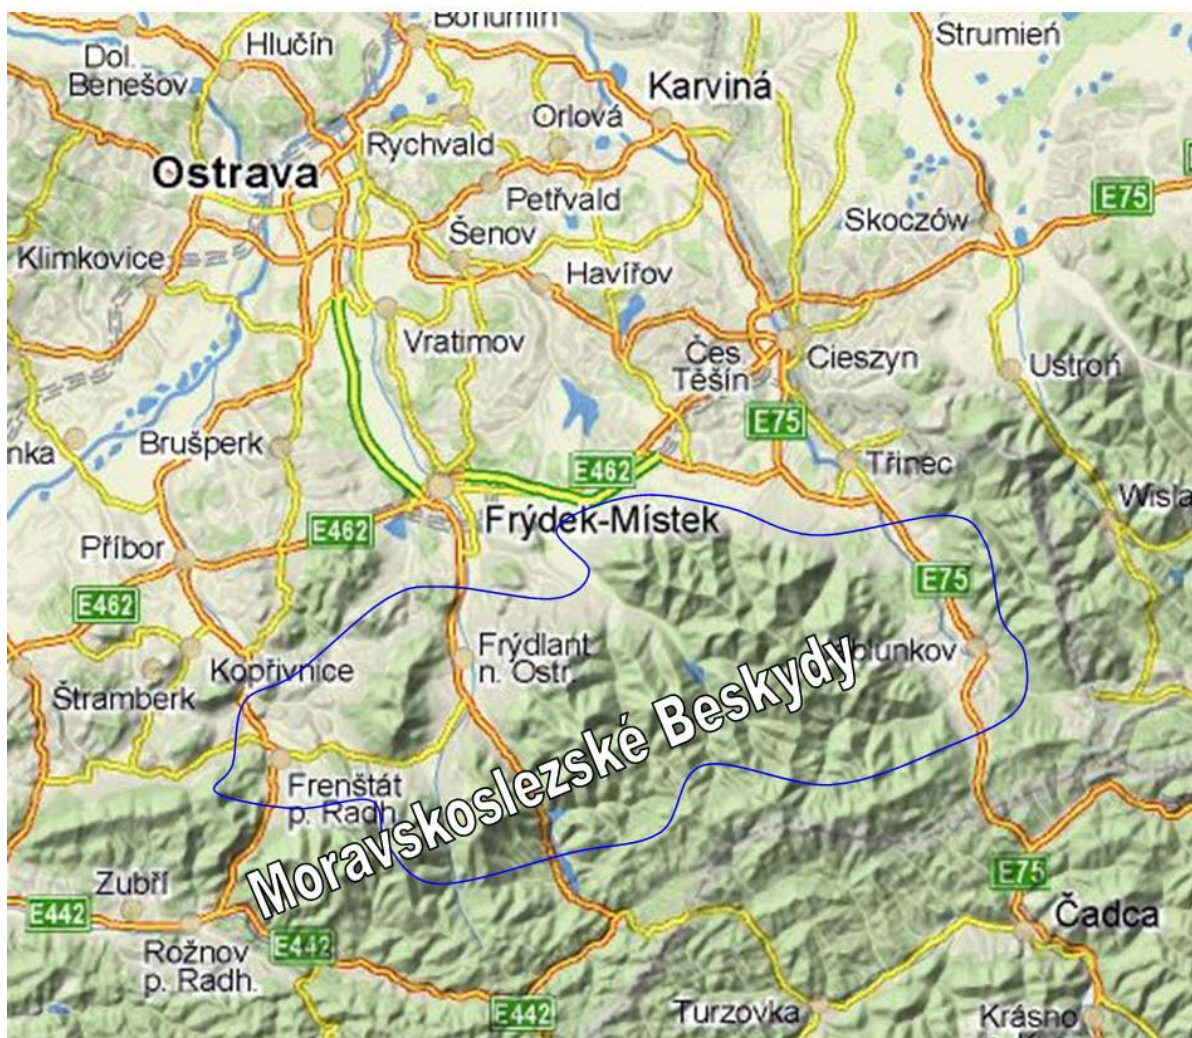 Bohumín
Strumień
Hlučín
Dol.
Benešov
Karviná
Orlová
Rychvald
Ostrava
Petřvald
E75
Skoczów
Šenov
Klimkovice
Havířov
Vratimov
Čes
Těšín
Cieszyn
Ustroń
E75
Brušperk
nka
E462
Třinec
Wisła
Frýdek-Místek
E462
Příbor
E75
E462
Frýdlant
n. Ostr.
blunkov
Kopřivnice
Štramberk
Moravskoslezské Beskydy
Frenštát
p. Radh.
E75
Zubří
E442
Čadca
Rožnov
p. Radh.
E442
E442
Turzovka
Krásno